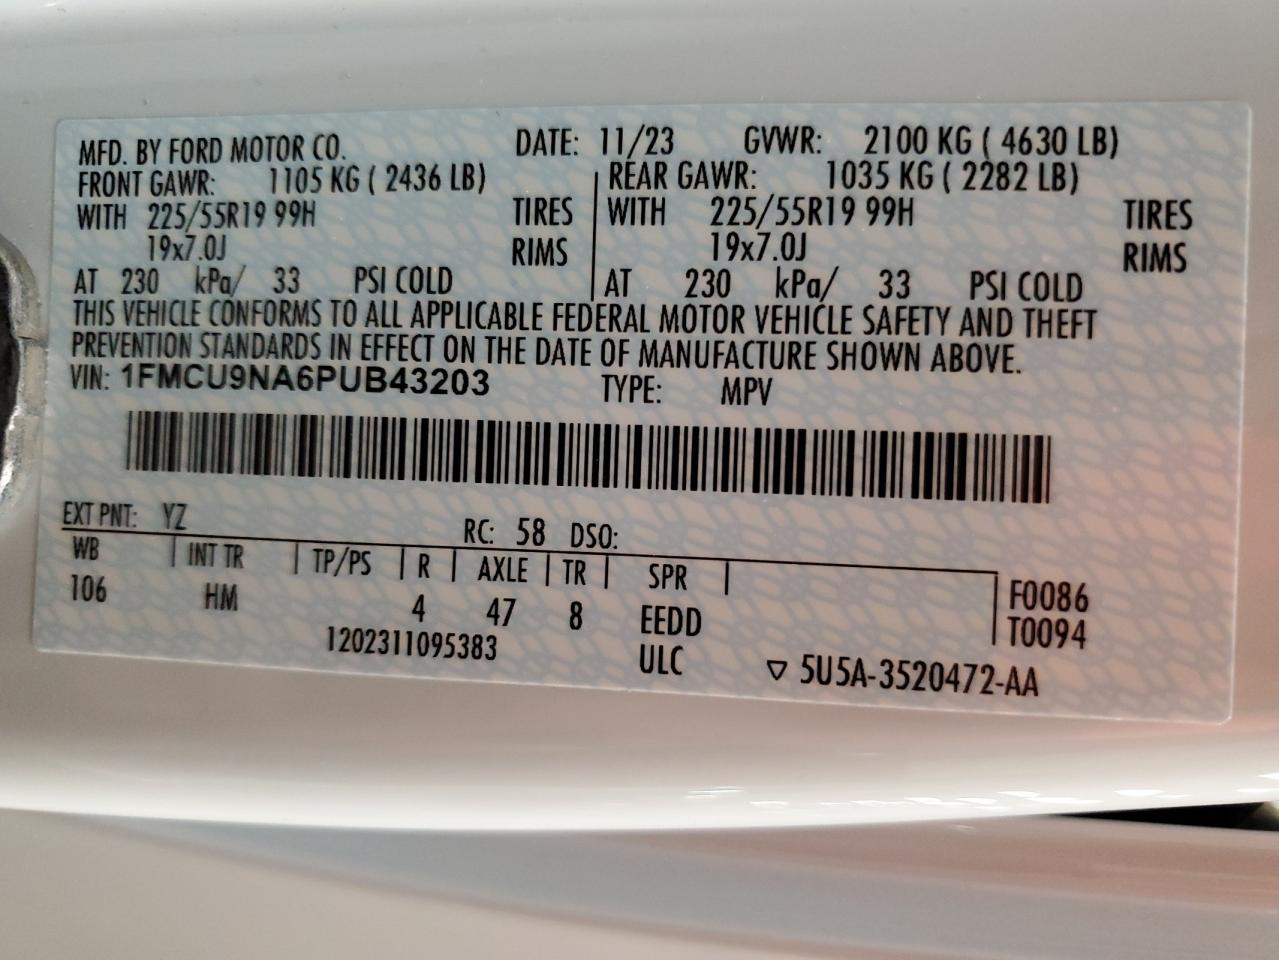 MFD. BY FORD MOTOR CO. DATE: 11/23 GVWR: 2100 KG ( 4630 LB)
FRONT GAWR: 1105 KG ( 2436 LB) REAR GAWR: 1035 KG ( 2282 LB)
WITH 225/55R19 99H TIRES WITH 225/55R19 99H TIRES
19x7.0J RIMS 19x7.0J RIMS
AT 230 kPa/ 33 PSI COLD AT 230 kPa/ 33 PSI COLD
THIS VEHICLE CONFORMS TO ALL APPLICABLE FEDERAL MOTOR VEHICLE SAFETY AND THEFT
PREVENTION STANDARDS IN EFFECT ON THE DATE OF MANUFACTURE SHOWN ABOVE.
VIN: 1FMCU9NA6PUB43203 TYPE: MPV
EXT PNT: YZ RC: 58 DSO:
WB INT TR TP/PS R AXLE TR SPR
106 HM 4 47 8 EEDD F0086
1202311095383 ULC T0094
▽ 5U5A-3520472-AA